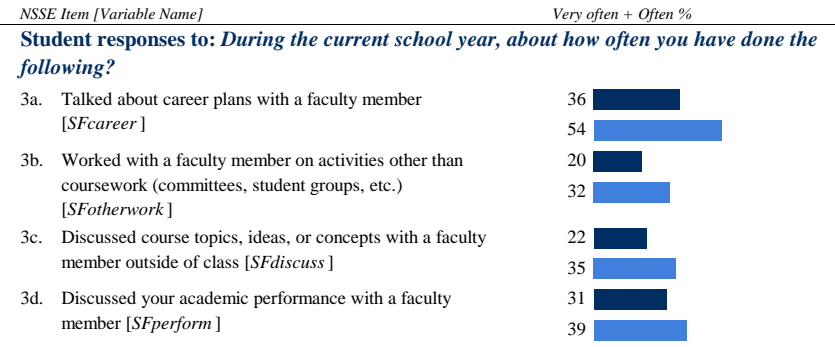 NSSE Item [Variable Name] Very often + Often %
Student responses to: During the current school year, about how often you have done the
following?
3a. Talked about career plans with a faculty member 36
[SFcareer ] 54
3b. Worked with a faculty member on activities other than 20
coursework (committees, student groups, etc.) 32
[SFotherwork ]
3c. Discussed course topics, ideas, or concepts with a faculty 22
member outside of class [SFdiscuss ] 35
3d. Discussed your academic performance with a faculty 31
member [SFperform ] 39